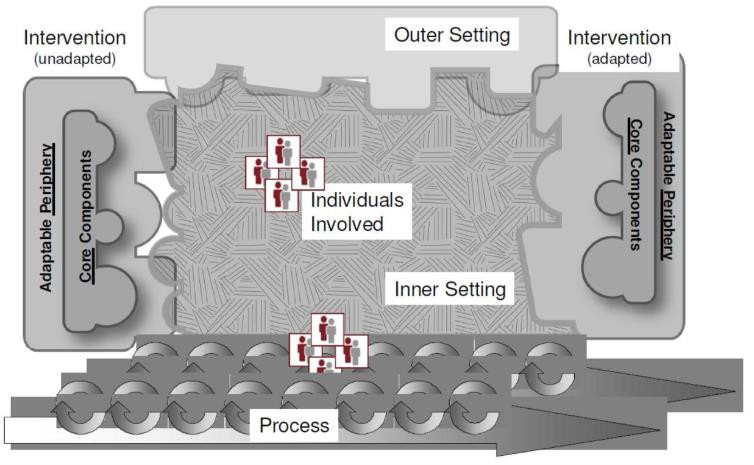 Outer Setting
Intervention
(unadapted)
Intervention
(adapted)
Adaptable Periphery
Core Components
Individuals
Involved
Inner Setting
Core Components
Adaptable Periphery
Process